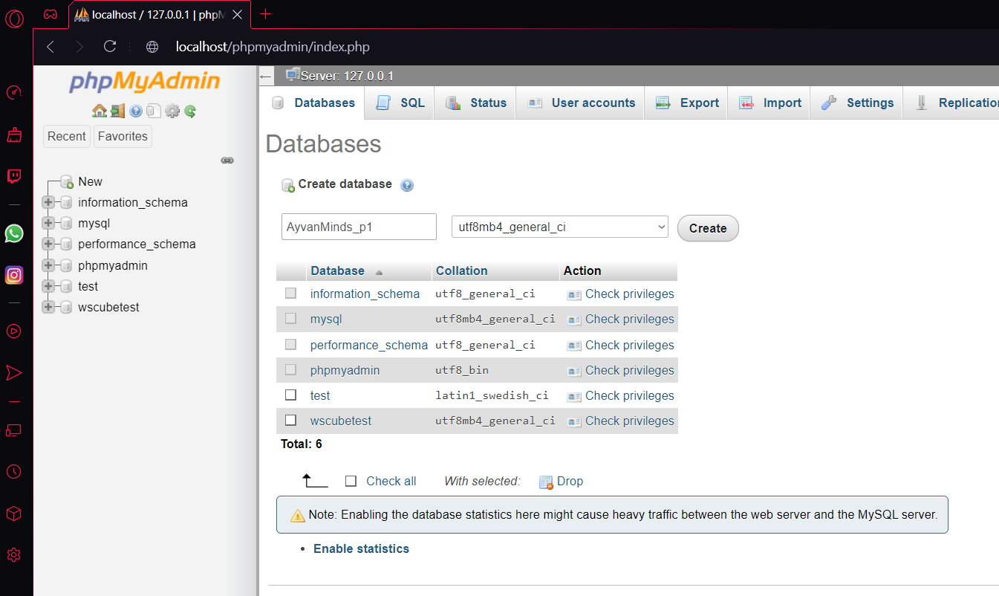 localhost / 127.0.0.1 | phpM
localhost/phpmyadmin/index.php
phpMyAdmin
Recent Favorites
New
information_schema
mysql
performance_schema
phpmyadmin
test
wscubetest
Server: 127.0.0.1
Databases SQL Status User accounts Export Import Settings Replicatio
Databases
Create database
AyvanMinds_p1 utf8mb4_general_ci Create
Database Collation Action
information_schema utf8_general_ci Check privileges
mysql utf8mb4_general_ci Check privileges
performance_schema utf8_general_ci Check privileges
phpmyadmin utf8_bin Check privileges
test latin1_swedish_ci Check privileges
wscubetest utf8mb4_general_ci Check privileges
Total: 6
Check all With selected: Drop
Note: Enabling the database statistics here might cause heavy traffic between the web server and the MySQL server.
• Enable statistics